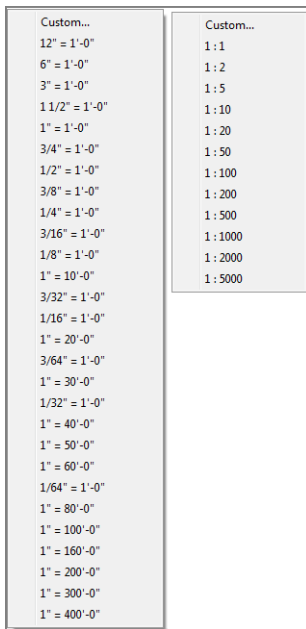 Custom...
12" = 1'-0"
6" = 1'-0"
3" = 1'-0"
1 1/2" = 1'-0"
1" = 1'-0"
3/4" = 1'-0"
1/2" = 1'-0"
3/8" = 1'-0"
1/4" = 1'-0"
3/16" = 1'-0"
1/8" = 1'-0"
1" = 10'-0"
3/32" = 1'-0"
1/16" = 1'-0"
1" = 20'-0"
3/64" = 1'-0"
1" = 30'-0"
1/32" = 1'-0"
1" = 40'-0"
1" = 50'-0"
1" = 60'-0"
1/64" = 1'-0"
1" = 80'-0"
1" = 100'-0"
1" = 160'-0"
1" = 200'-0"
1" = 300'-0"
1" = 400'-0"
Custom...
1 : 1
1 : 2
1 : 5
1 : 10
1 : 20
1 : 50
1 : 100
1 : 200
1 : 500
1 : 1000
1 : 2000
1 : 5000